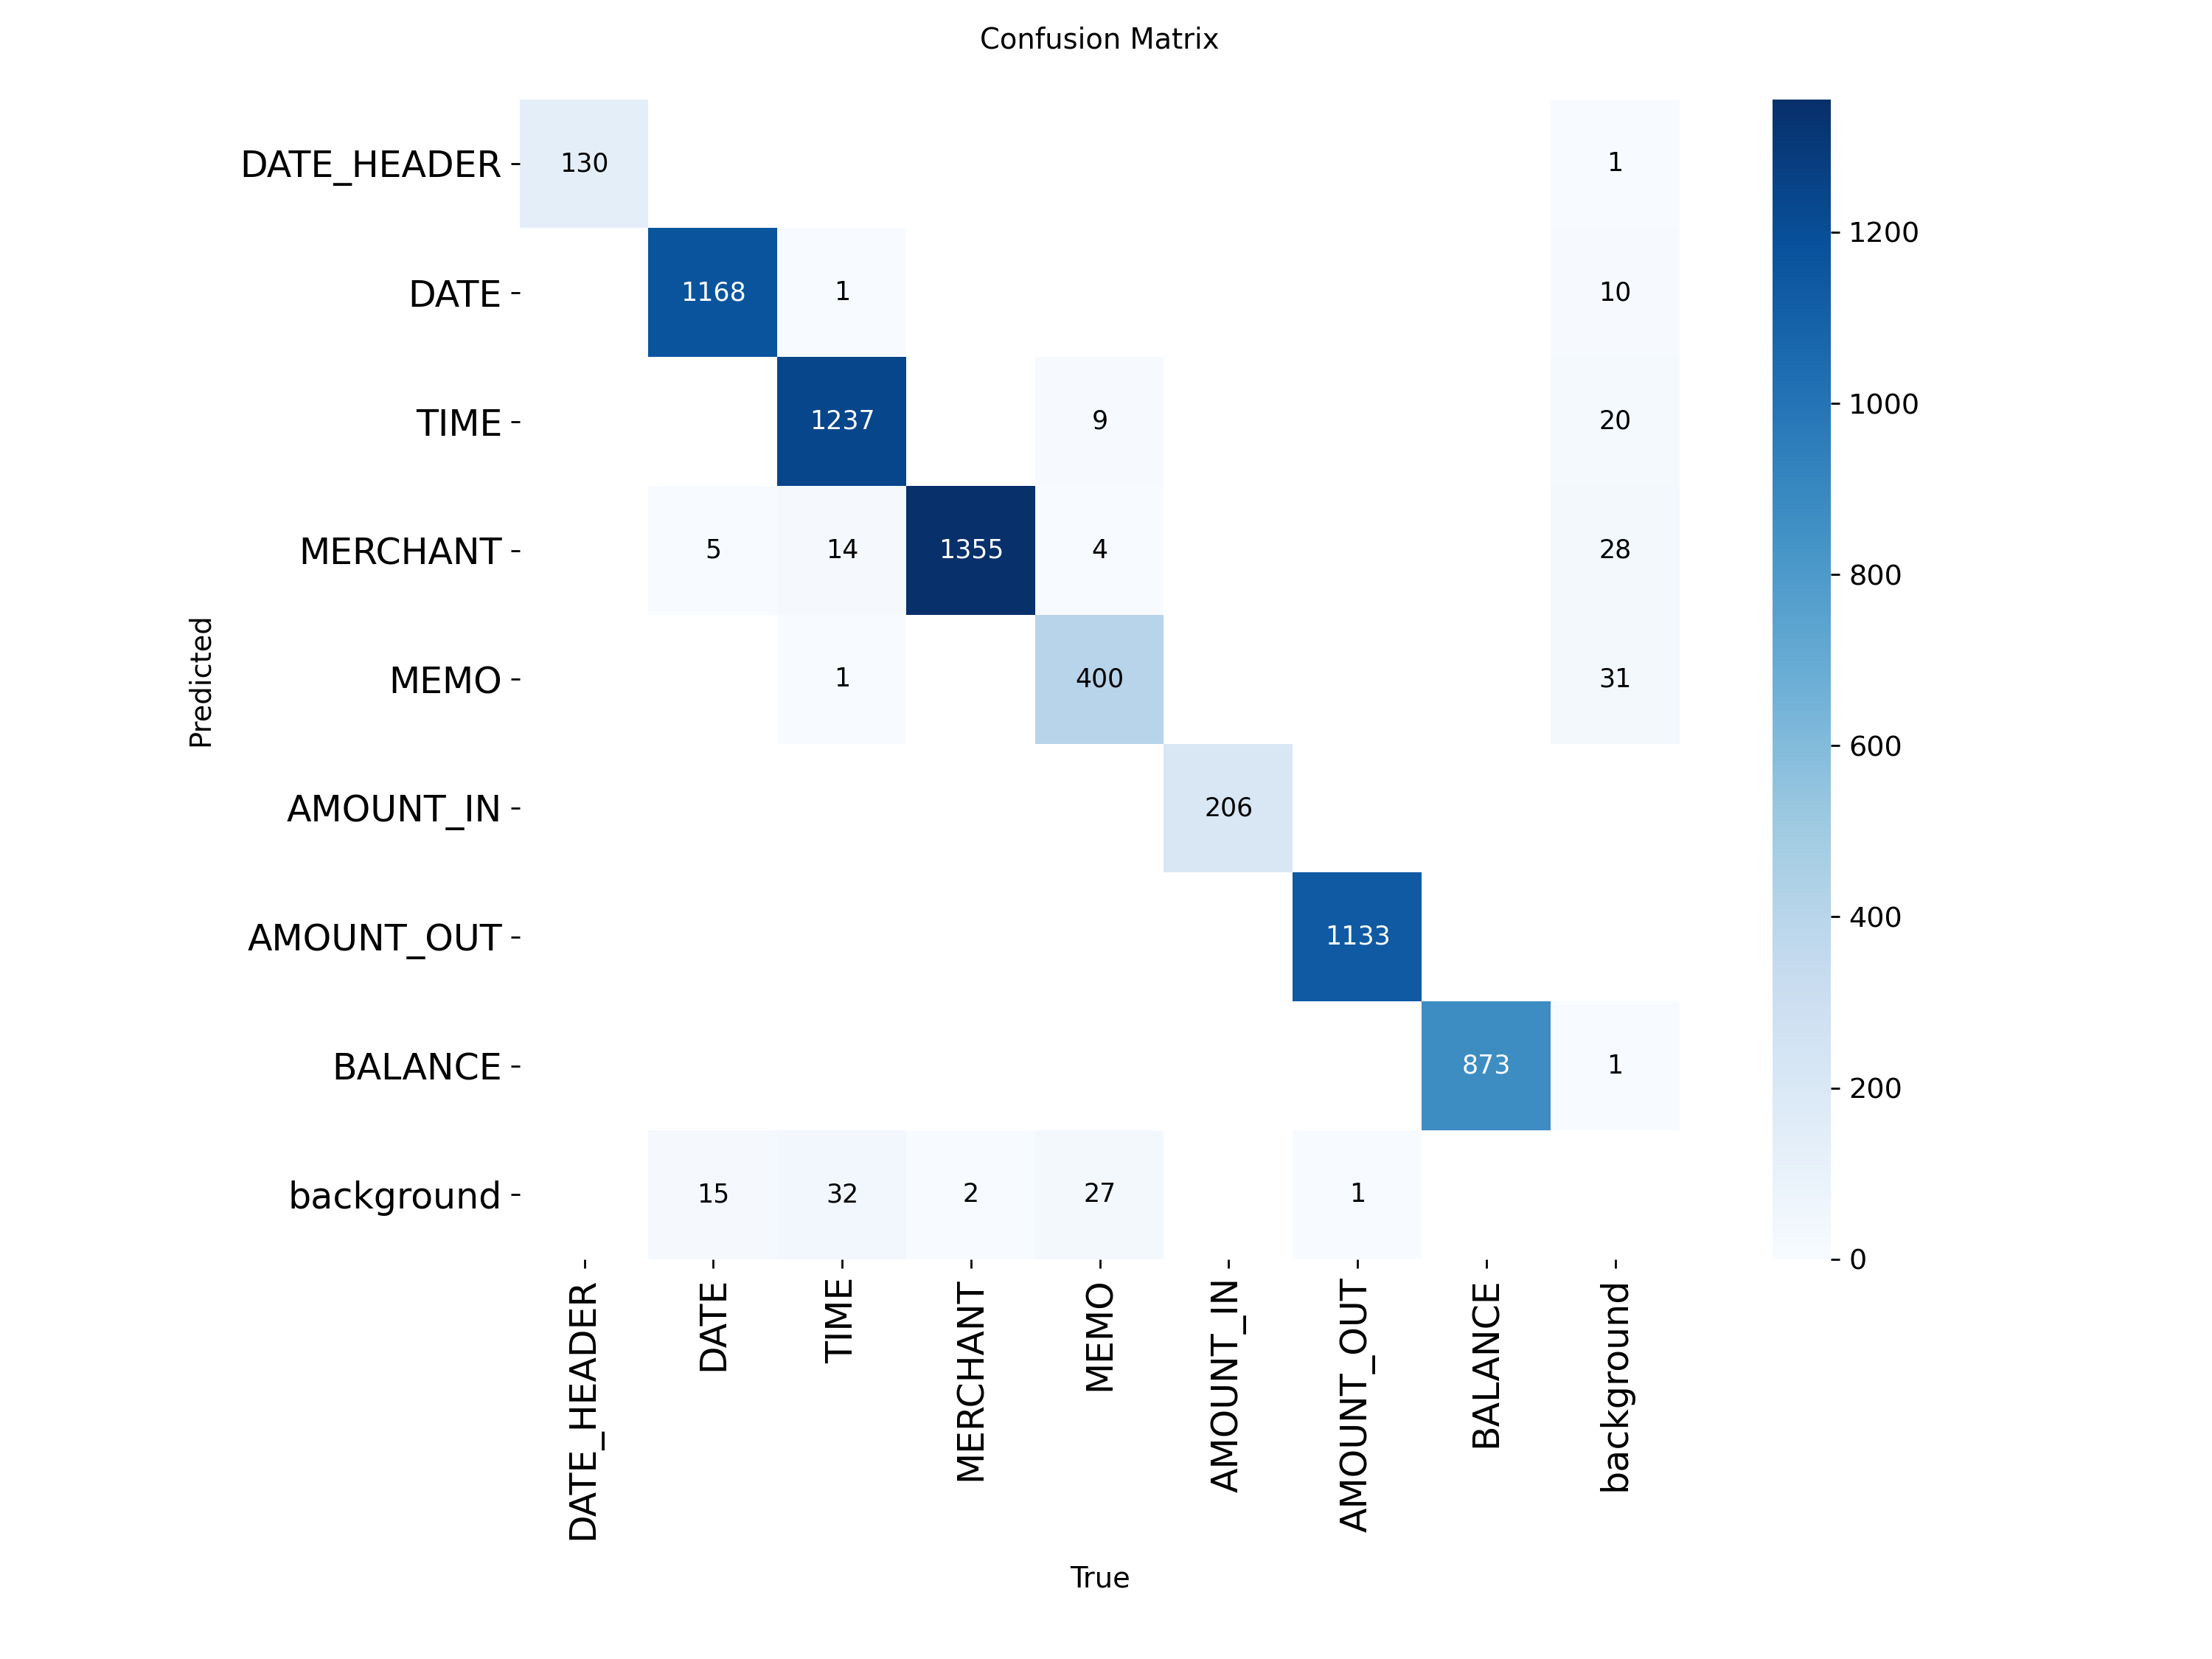 Confusion Matrix
DATE_HEADER 130 1
DATE 1168 1 10
TIME 1237 9 20
MERCHANT 5 14 1355 4 28
MEMO 1 400 31
AMOUNT_IN 206
AMOUNT_OUT 1133
BALANCE 873 1
background 15 32 2 27 1
Predicted
DATE_HEADER
DATE
TIME
MERCHANT
MEMO
AMOUNT_IN
AMOUNT_OUT
BALANCE
background
True
1200
1000
800
600
400
200
0